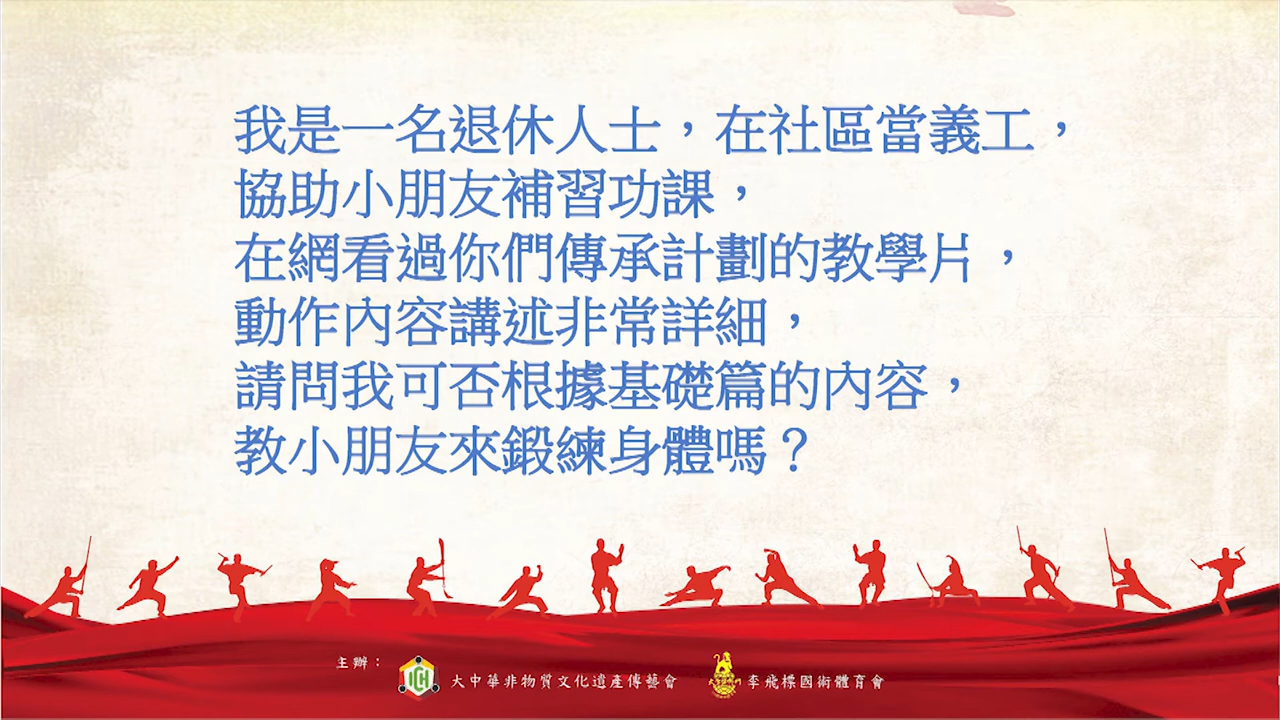 我是一名退休人士，在社區當義工，
協助小朋友補習功課，
在網看過你們傳承計劃的教學片，
動作內容講述非常詳細，
請問我可否根據基礎篇的內容，
教小朋友來鍛練身體嗎？
主辦：
ICH
大中華非物質文化遺產傳藝會
李飛標國術體育會